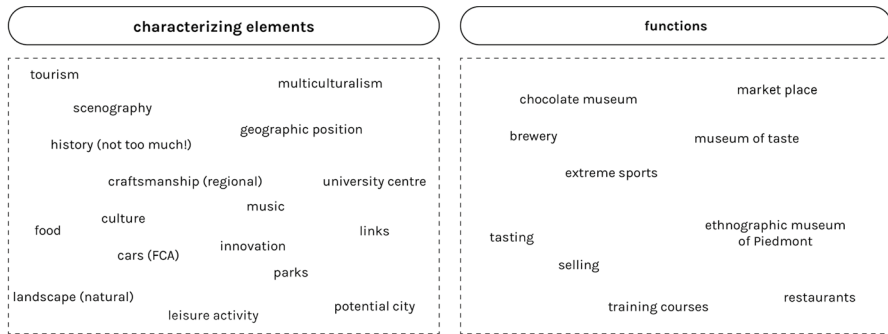 characterizing elements
functions
tourism
multiculturalism
scenography
geographic position
history (not too much!)
craftsmanship (regional)
university centre
music
culture
food
links
innovation
cars (FCA)
parks
landscape (natural)
potential city
leisure activity
market place
chocolate museum
brewery
museum of taste
extreme sports
ethnographic museum
of Piedmont
tasting
selling
restaurants
training courses